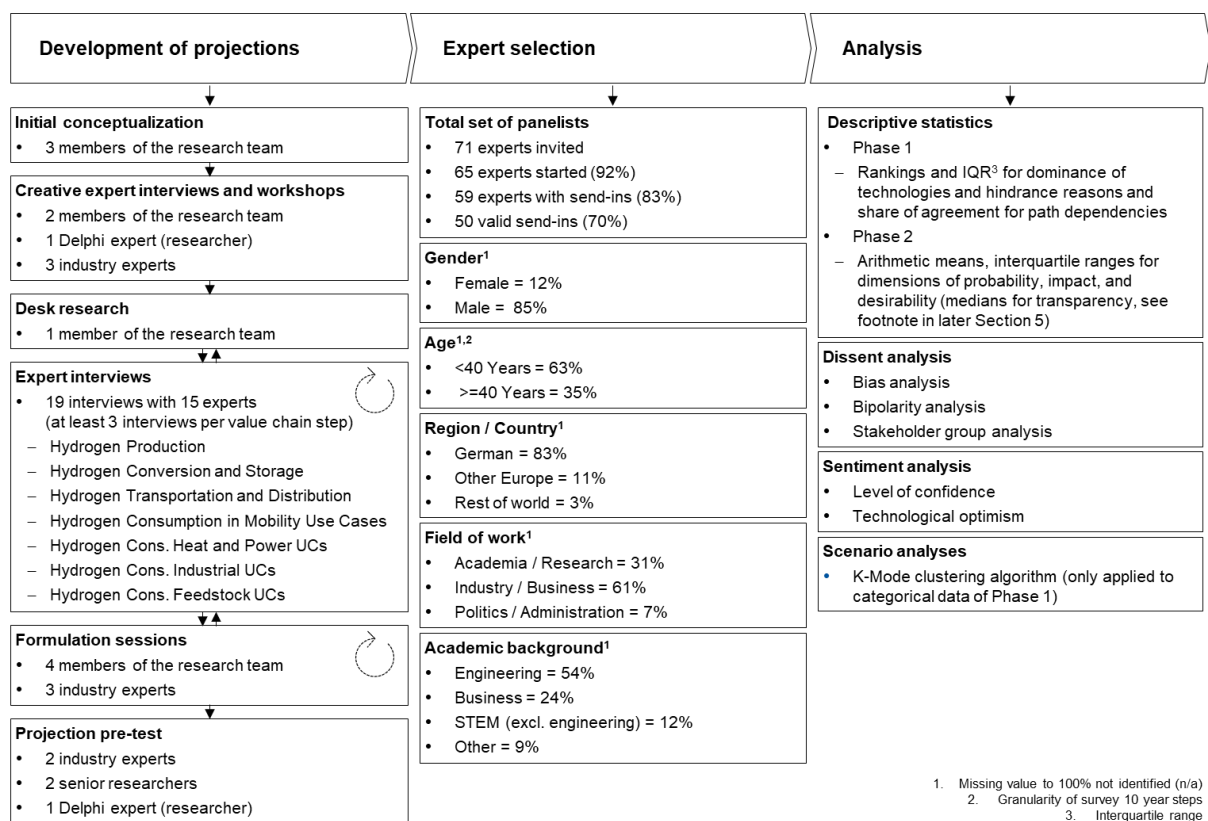 Development of projections
Expert selection
Analysis
Initial conceptualization
• 3 members of the research team
Creative expert interviews and workshops
• 2 members of the research team
• 1 Delphi expert (researcher)
• 3 industry experts
Desk research
• 1 member of the research team
Expert interviews
• 19 interviews with 15 experts
(at least 3 interviews per value chain step)
– Hydrogen Production
– Hydrogen Conversion and Storage
– Hydrogen Transportation and Distribution
– Hydrogen Consumption in Mobility Use Cases
– Hydrogen Cons. Heat and Power UCs
– Hydrogen Cons. Industrial UCs
– Hydrogen Cons. Feedstock UCs
Formulation sessions
• 4 members of the research team
• 3 industry experts
Projection pre-test
• 2 industry experts
• 2 senior researchers
• 1 Delphi expert (researcher)
Total set of panelists
• 71 experts invited
• 65 experts started (92%)
• 59 experts with send-ins (83%)
• 50 valid send-ins (70%)
Gender¹
• Female = 12%
• Male = 85%
Age¹,²
• <40 Years = 63%
• >=40 Years = 35%
Region / Country¹
• German = 83%
• Other Europe = 11%
• Rest of world = 3%
Field of work¹
• Academia / Research = 31%
• Industry / Business = 61%
• Politics / Administration = 7%
Academic background¹
• Engineering = 54%
• Business = 24%
• STEM (excl. engineering) = 12%
• Other = 9%
Descriptive statistics
• Phase 1
– Rankings and IQR³ for dominance of
technologies and hindrance reasons and
share of agreement for path dependencies
• Phase 2
– Arithmetic means, interquartile ranges for
dimensions of probability, impact, and
desirability (medians for transparency, see
footnote in later Section 5)
Dissent analysis
• Bias analysis
• Bipolarity analysis
• Stakeholder group analysis
Sentiment analysis
• Level of confidence
• Technological optimism
Scenario analyses
• K-Mode clustering algorithm (only applied to
categorical data of Phase 1)
1. Missing value to 100% not identified (n/a)
2. Granularity of survey 10 year steps
3. Interquartile range